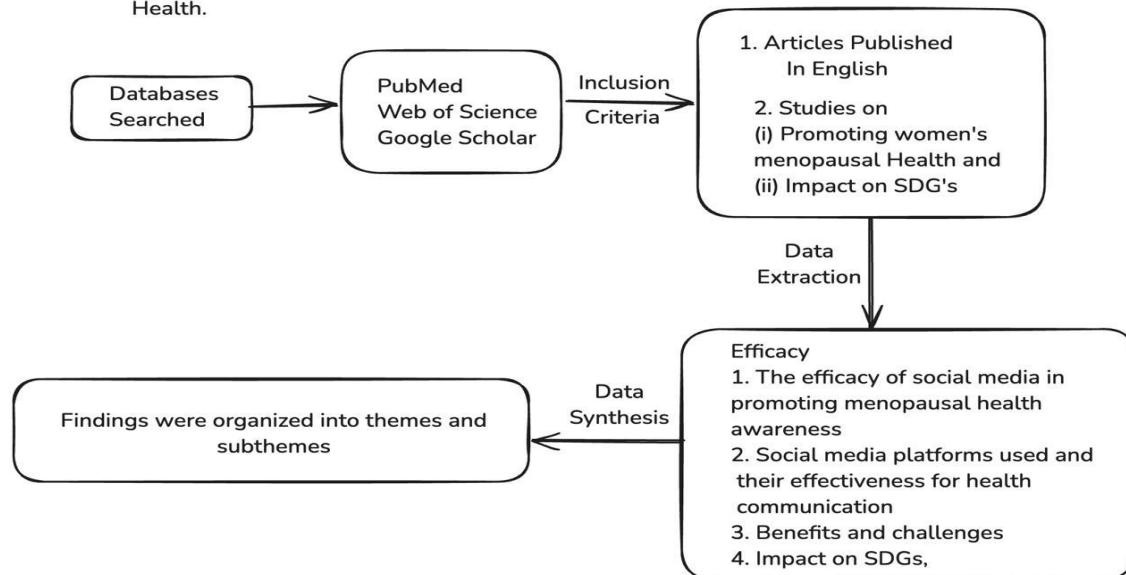 Health.
Databases
Searched
PubMed
Web of Science
Google Scholar
Inclusion
Criteria
1. Articles Published
In English
2. Studies on
(i) Promoting women's
menopausal Health and
(ii) Impact on SDG's
Data
Extraction
Efficacy
1. The efficacy of social media in
promoting menopausal health
awareness
2. Social media platforms used and
their effectiveness for health
communication
3. Benefits and challenges
4. Impact on SDGs,
Data
Synthesis
Findings were organized into themes and
subthemes